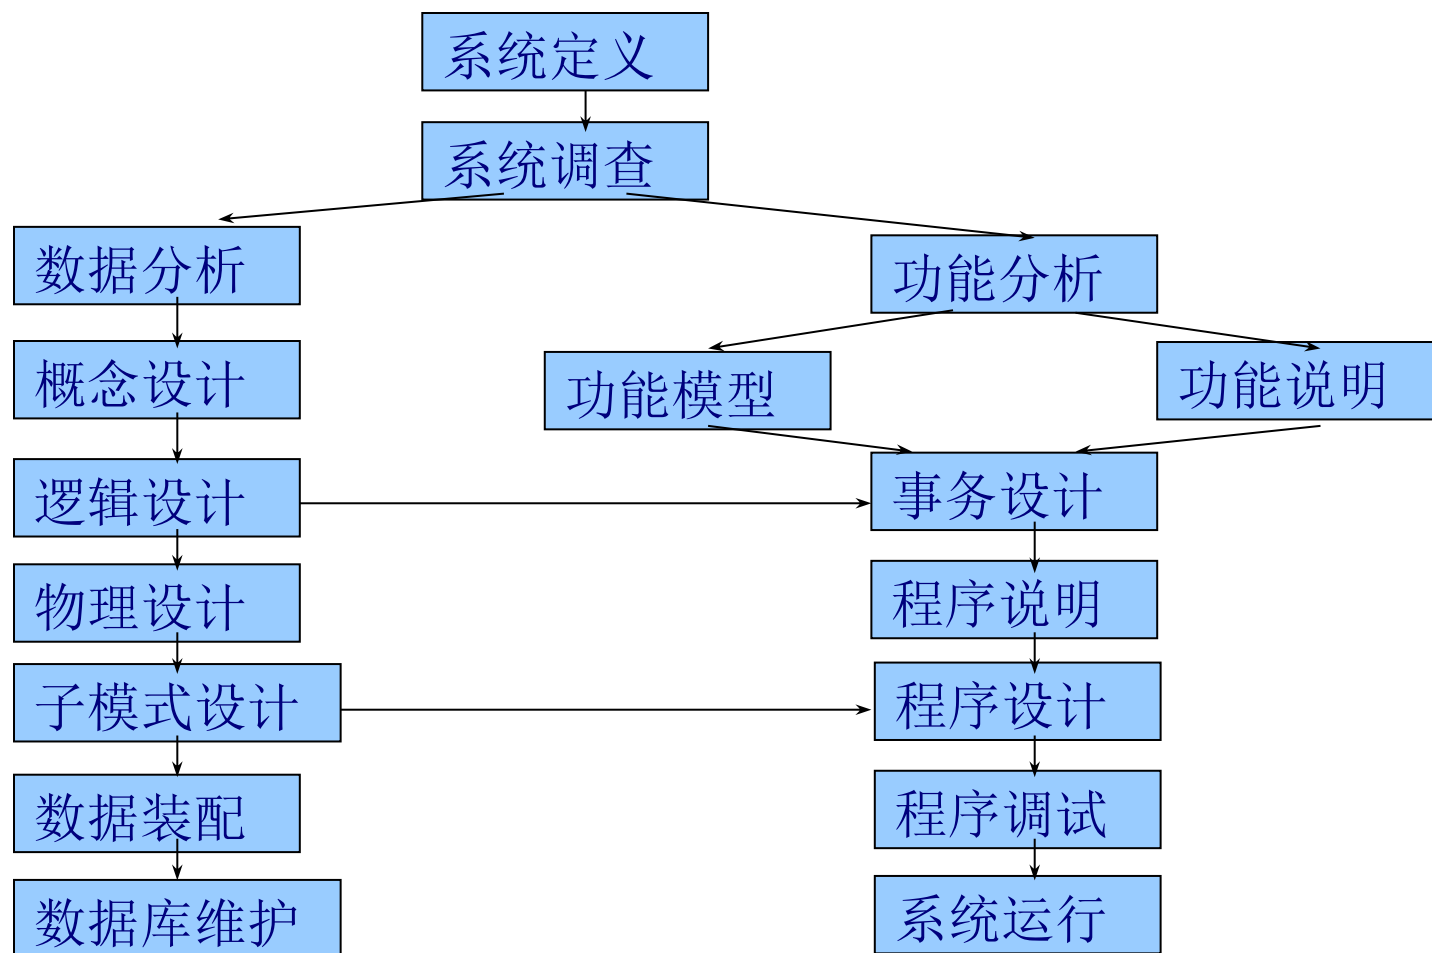 系统定义
系统调查
数据分析
功能分析
概念设计
功能模型
功能说明
逻辑设计
事务设计
物理设计
程序说明
子模式设计
程序设计
数据装配
程序调试
数据库维护
系统运行